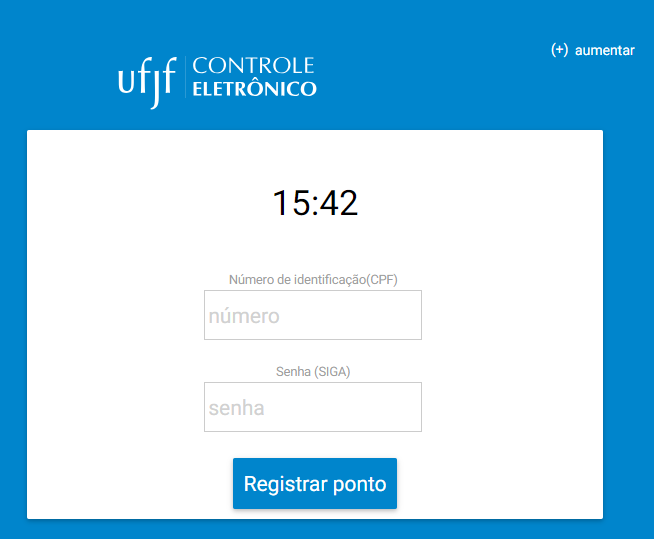 (+) aumentar
ufjf
CONTROLE
ELETRÔNICO
15:42
Número de identificação(CPF)
número
Senha (SIGA)
senha
Registrar ponto